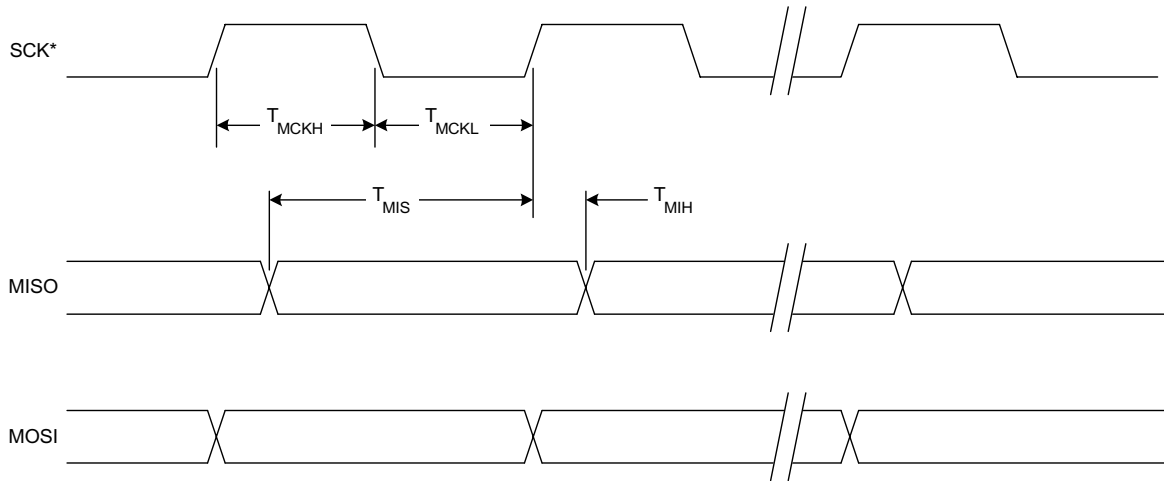 SCK*
T_MCKH
T_MCKL
T_MIS
T_MIH
MISO
MOSI